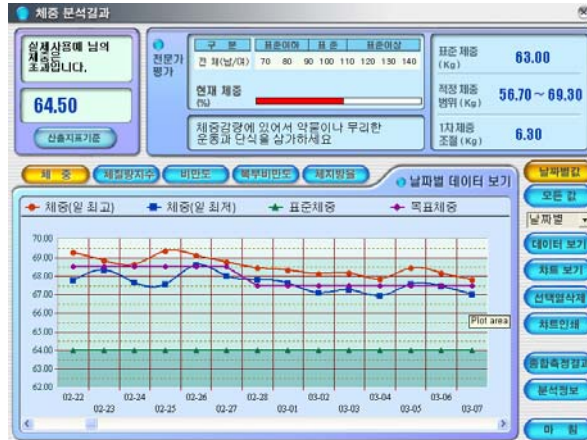 체중 분석결과
실제사용예 님의
체중은
초과입니다.
64.50
산출지표기준
전문가
평가
구 분 표준이하 표 준 표준이상
전 체(남/여) 70 80 90 100 110 120 130 140
현재 체중
(%)
체중감량에 있어서 약물이나 무리한
운동과 단식을 삼가하세요
표준 체중
(Kg)
63.00
적정 체중
범위 (Kg)
56.70 ~ 69.30
1차 체중
조절 (Kg)
6.30
체 중
체질량지수
비만도
복부비만도
체지방율
날짜별 데이터 보기
체중(일 최고)
체중(일 최저)
표준체중
목표체중
70.00
69.00
68.00
67.00
66.00
65.00
64.00
63.00
62.00
Plot area
02-22
02-23
02-24
02-25
02-26
02-27
02-28
03-01
03-02
03-03
03-04
03-05
03-06
03-07
날짜별값
모든 값
날짜별
데이터 보기
차트 보기
선택열삭제
차트인쇄
종합측정결과
분석정보